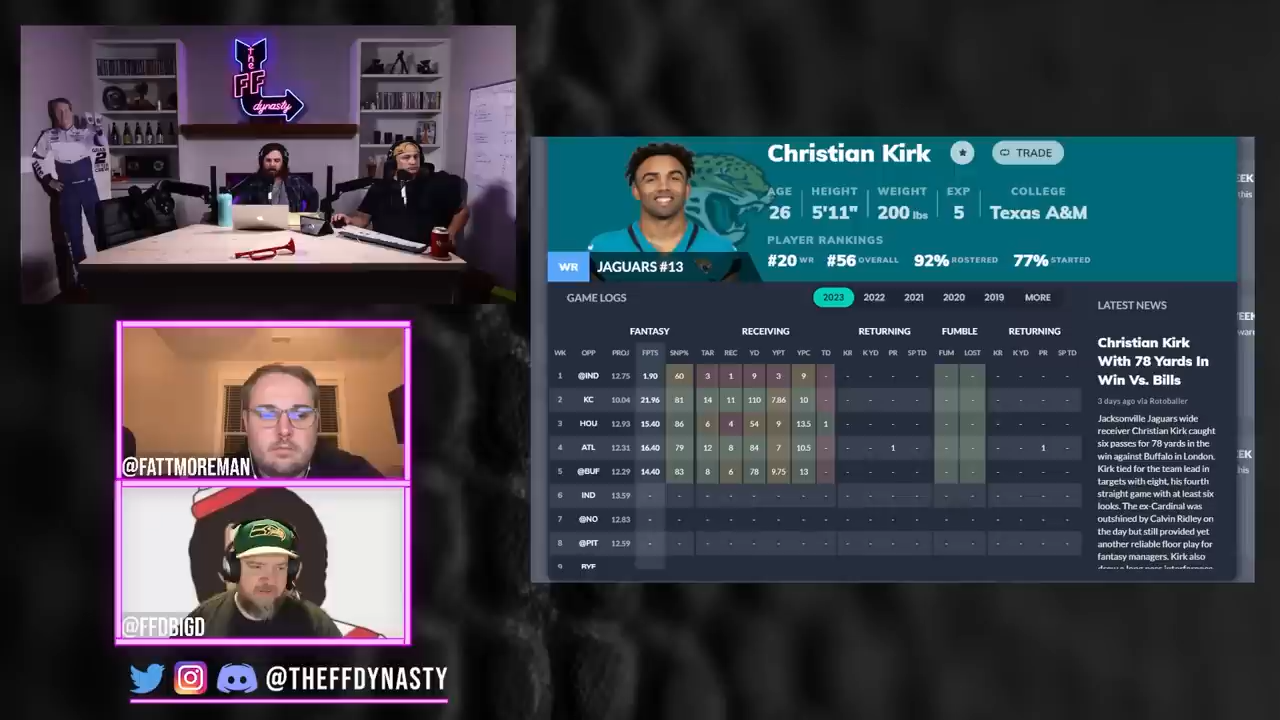 The
FF
dynasty
@FATTMOREMAN
@FFDBIGD
@THEFFDYNASTY
Christian Kirk
TRADE
AGE HEIGHT WEIGHT EXP COLLEGE
26 5'11" 200 lbs 5 Texas A&M
PLAYER RANKINGS
#20 WR #56 OVERALL 92% ROSTERED 77% STARTED
WR JAGUARS #13
GAME LOGS 2023 2022 2021 2020 2019 MORE
FANTASY RECEIVING RETURNING FUMBLE RETURNING
WK OPP PROJ FPTS SNP% TAR REC YD YPT YPC TD KR KYD PR SPTD FUM LOST KR KYD PR SPTD
1 @IND 12.75 1.90 60 3 1 9 3 9 - - - - - - - - - - -
2 KC 10.04 21.96 81 14 11 110 7.86 10 - - - - - - - - - - -
3 HOU 12.93 15.40 86 6 4 54 9 13.5 1 - - - - - - - - - -
4 ATL 12.31 16.40 79 12 8 84 7 10.5 - - - 1 - - - - - 1 -
5 @BUF 12.29 14.40 83 8 6 78 9.75 13 - - - - - - - - - - -
6 IND 13.59 - - - - - - - - - - - - - - - - - -
7 @NO 12.83 - - - - - - - - - - - - - - - - - -
8 @PIT 12.59 - - - - - - - - - - - - - - - - - -
9 BYE
LATEST NEWS
Christian Kirk
With 78 Yards In
Win Vs. Bills
3 days ago via Rotoballer
Jacksonville Jaguars wide
receiver Christian Kirk caught
six passes for 78 yards in the
win against Buffalo in London.
Kirk tied for the team lead in
targets with eight, his fourth
straight game with at least six
looks. The ex-Cardinal was
outshined by Calvin Ridley on
the day but still provided yet
another reliable floor play for
fantasy managers. Kirk also
drew a long pass interference